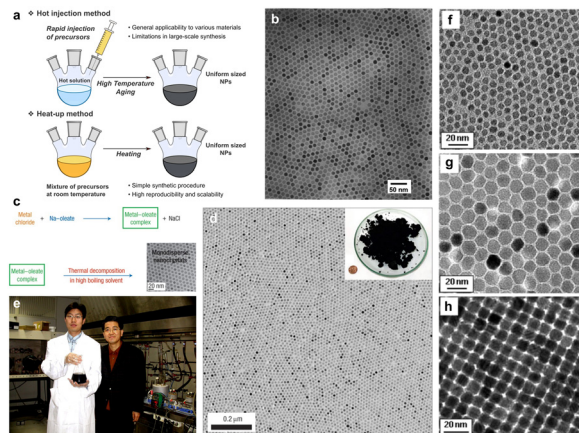 a
❖ Hot injection method
Rapid injection
of precursors
• General applicability to various materials
• Limitations in large-scale synthesis
Hot solution
High Temperature
Aging
Uniform sized
NPs
❖ Heat-up method
Heating
Uniform sized
NPs
Mixture of precursors
at room temperature
• Simple synthetic procedure
• High reproducibility and scalability
b
50 nm
c
Metal
chloride
+ Na–oleate
Metal–oleate
complex
+ NaCl
Metal–oleate
complex
Thermal decomposition
in high boiling solvent
Monodisperse
nanocrystals
20 nm
d
0.2 μm
e
f
20 nm
g
20 nm
h
20 nm